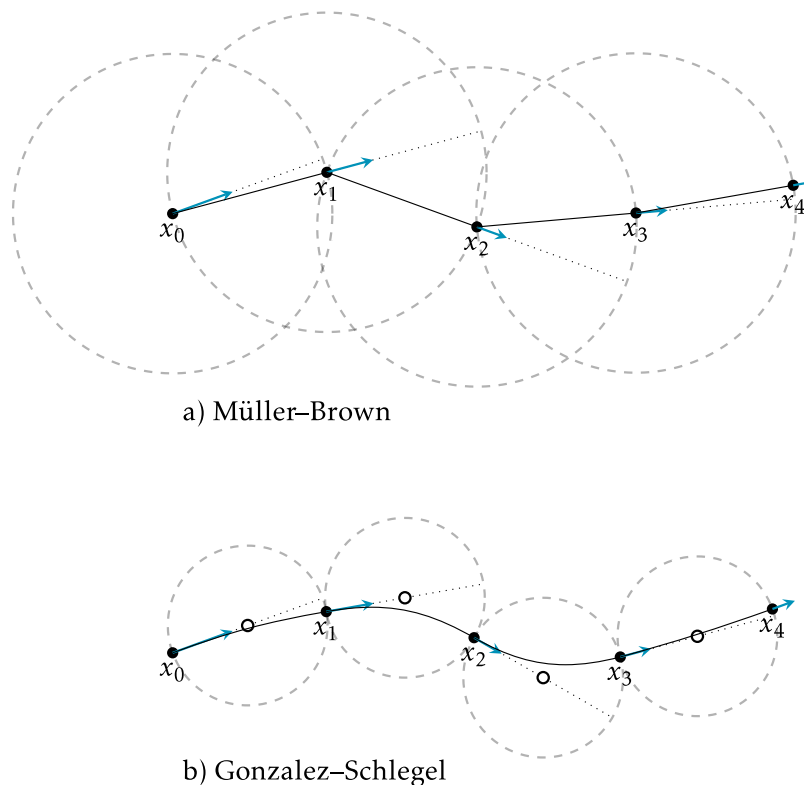 x₀
x₁
x₂
x₃
x₄
a) Müller–Brown
x₀
x₁
x₂
x₃
x₄
b) Gonzalez–Schlegel